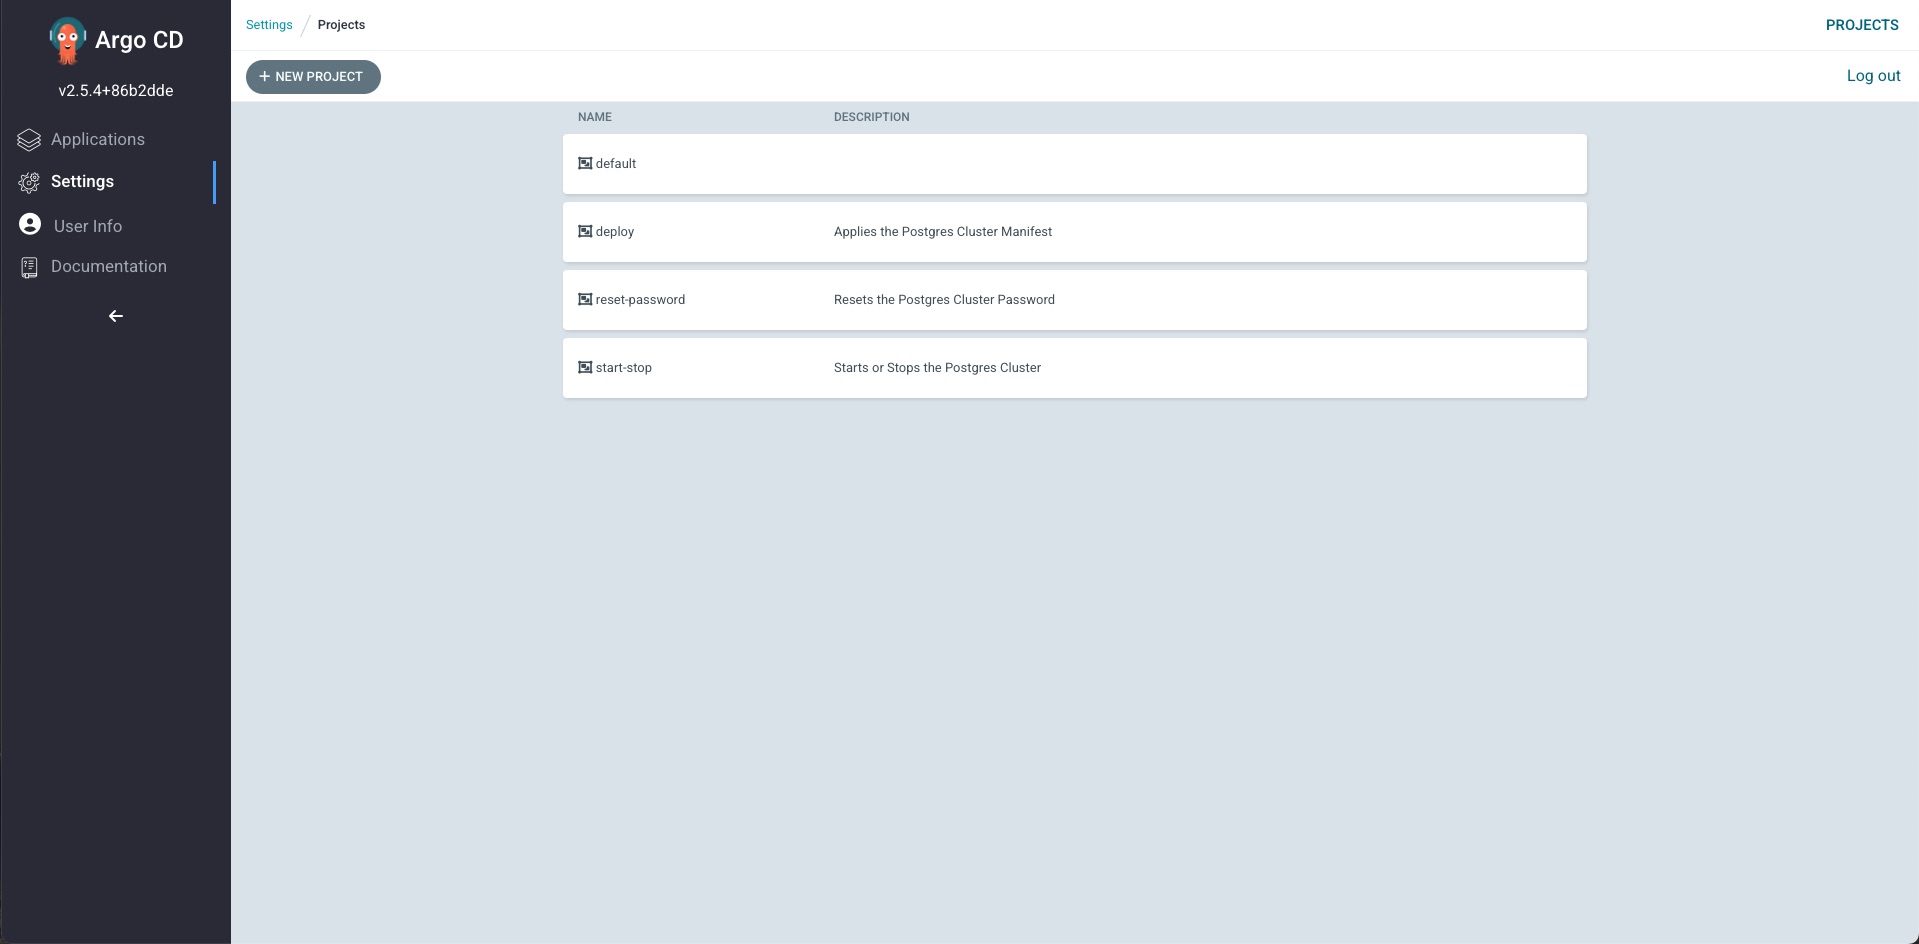 Argo CD
v2.5.4+86b2dde
Applications
Settings
User Info
Documentation
Settings / Projects
PROJECTS
+ NEW PROJECT
Log out
NAME DESCRIPTION
default
deploy Applies the Postgres Cluster Manifest
reset-password Resets the Postgres Cluster Password
start-stop Starts or Stops the Postgres Cluster